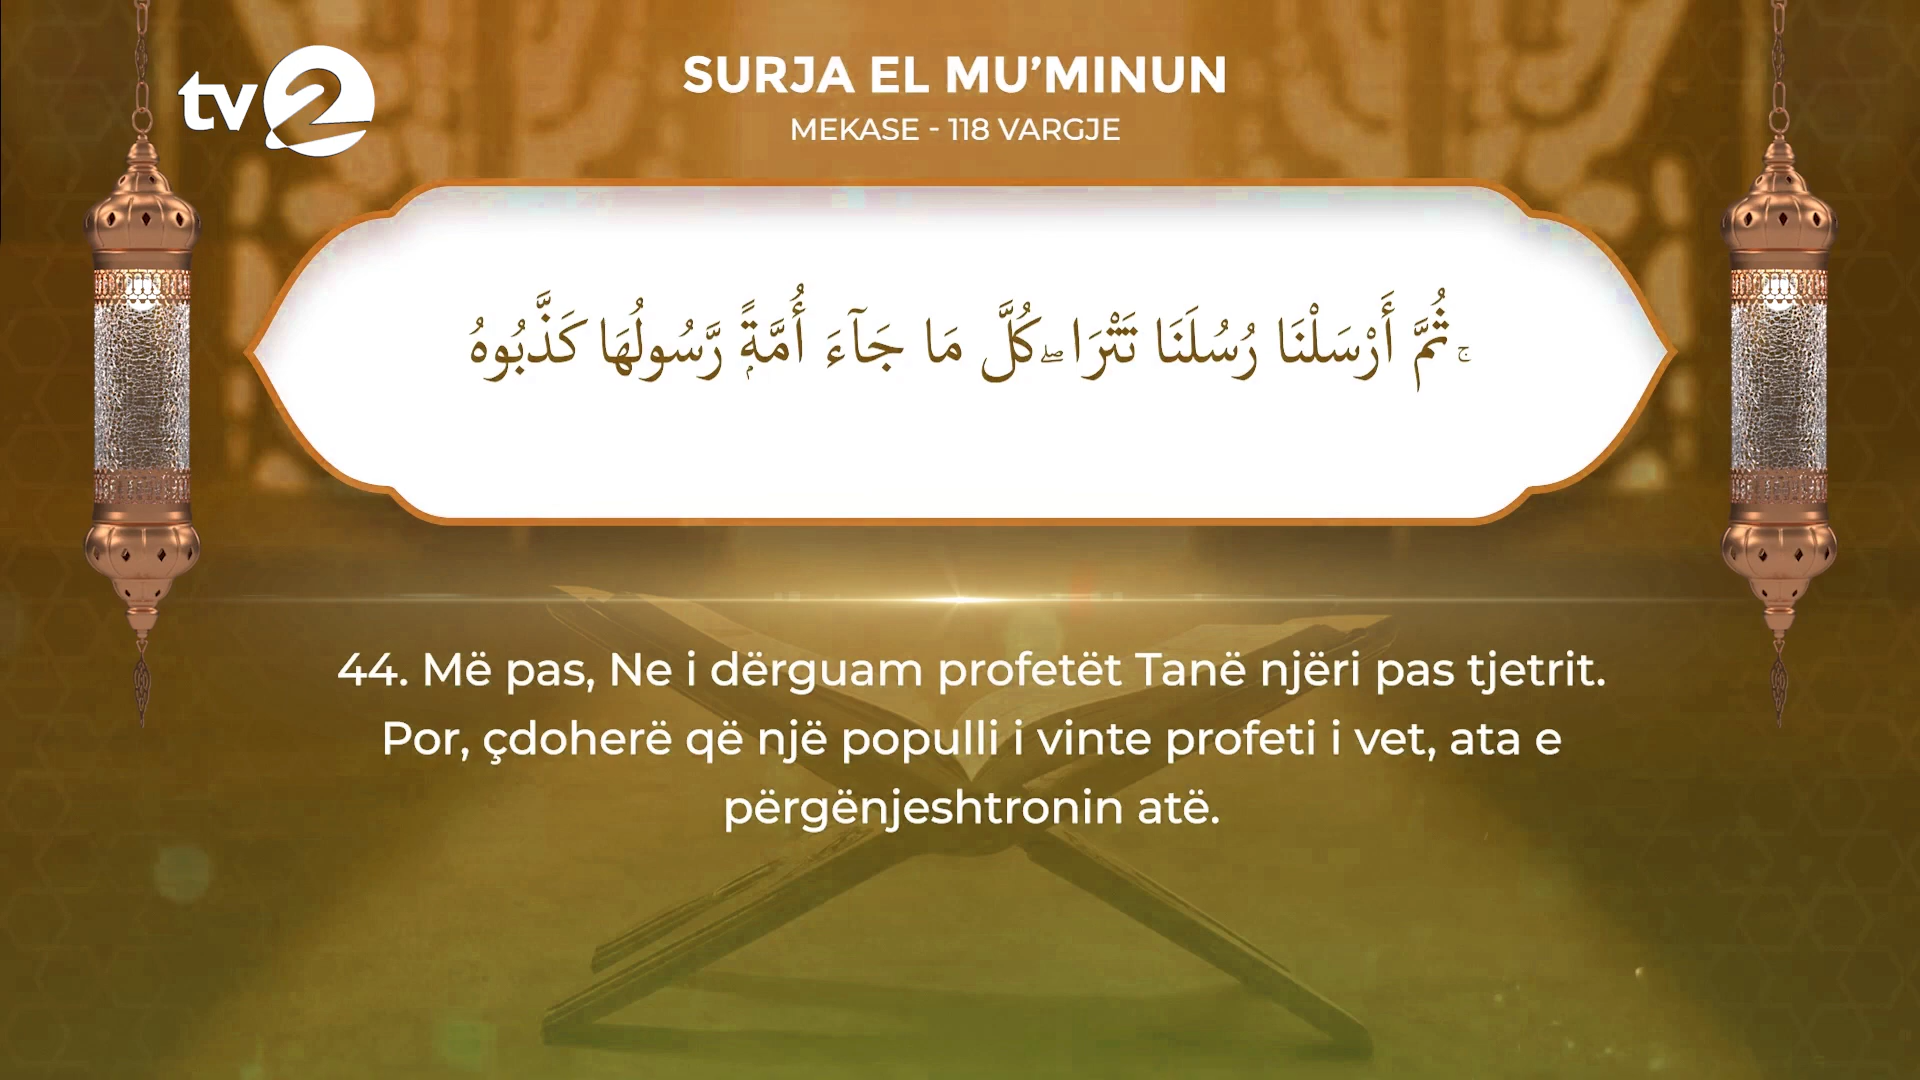 tv2
SURJA EL MU’MINUN
MEKASE - 118 VARGJE
ثُمَّ أَرْسَلْنَا رُسُلَنَا تَتْرَا ۖ كُلَّ مَا جَآءَ أُمَّةًۭ رَّسُولُهَا كَذَّبُوهُ ۚ
44. Më pas, Ne i dërguam profetët Tanë njëri pas tjetrit.
Por, çdoherë që një populli i vinte profeti i vet, ata e
përgënjeshtronin atë.